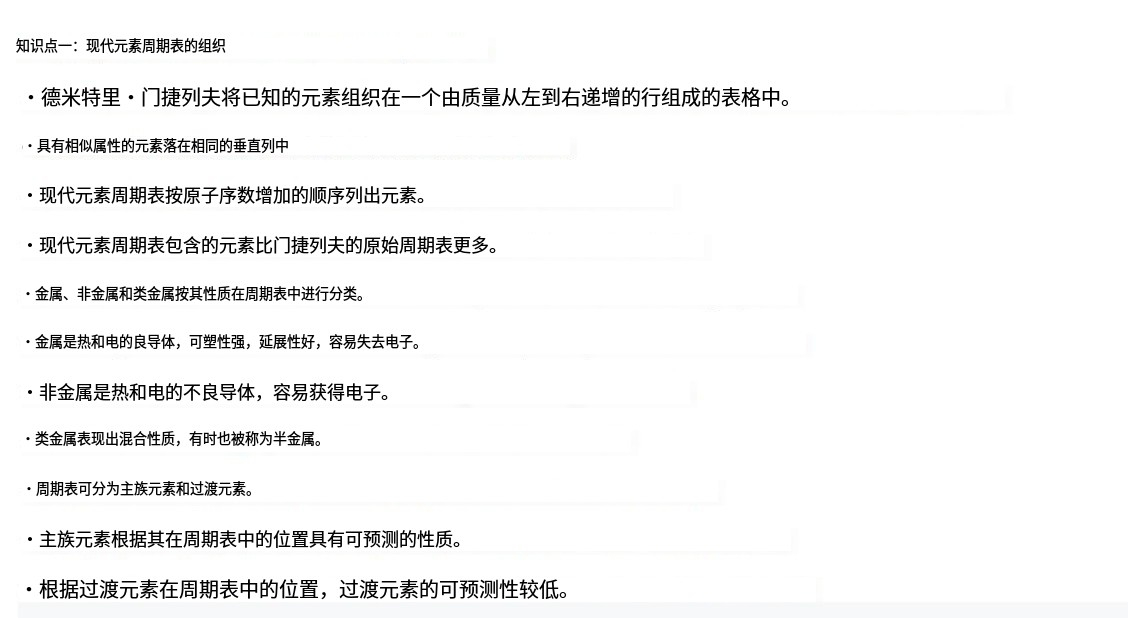 知识点一：现代元素周期表的组织
・德米特里・门捷列夫将已知的元素组织在一个由质量从左到右递增的行组成的表格中。
・具有相似属性的元素落在相同的垂直列中
・现代元素周期表按原子序数增加的顺序列出元素。
・现代元素周期表包含的元素比门捷列夫的原始周期表更多。
・金属、非金属和类金属按其性质在周期表中进行分类。
・金属是热和电的良导体，可塑性强，延展性好，容易失去电子。
・非金属是热和电的不良导体，容易获得电子。
・类金属表现出混合性质，有时也被称为半金属。
・周期表可分为主族元素和过渡元素。
・主族元素根据其在周期表中的位置具有可预测的性质。
・根据过渡元素在周期表中的位置，过渡元素的可预测性较低。